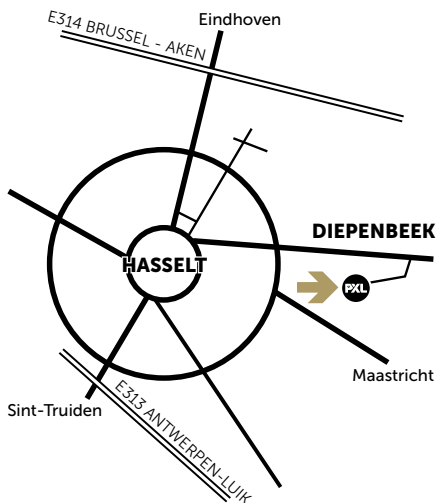 Eindhoven
E314 BRUSSEL - AKEN
DIEPENBEEK
HASSELT
PXL
Maastricht
Sint-Truiden
E313 ANTWERPEN-LUIK